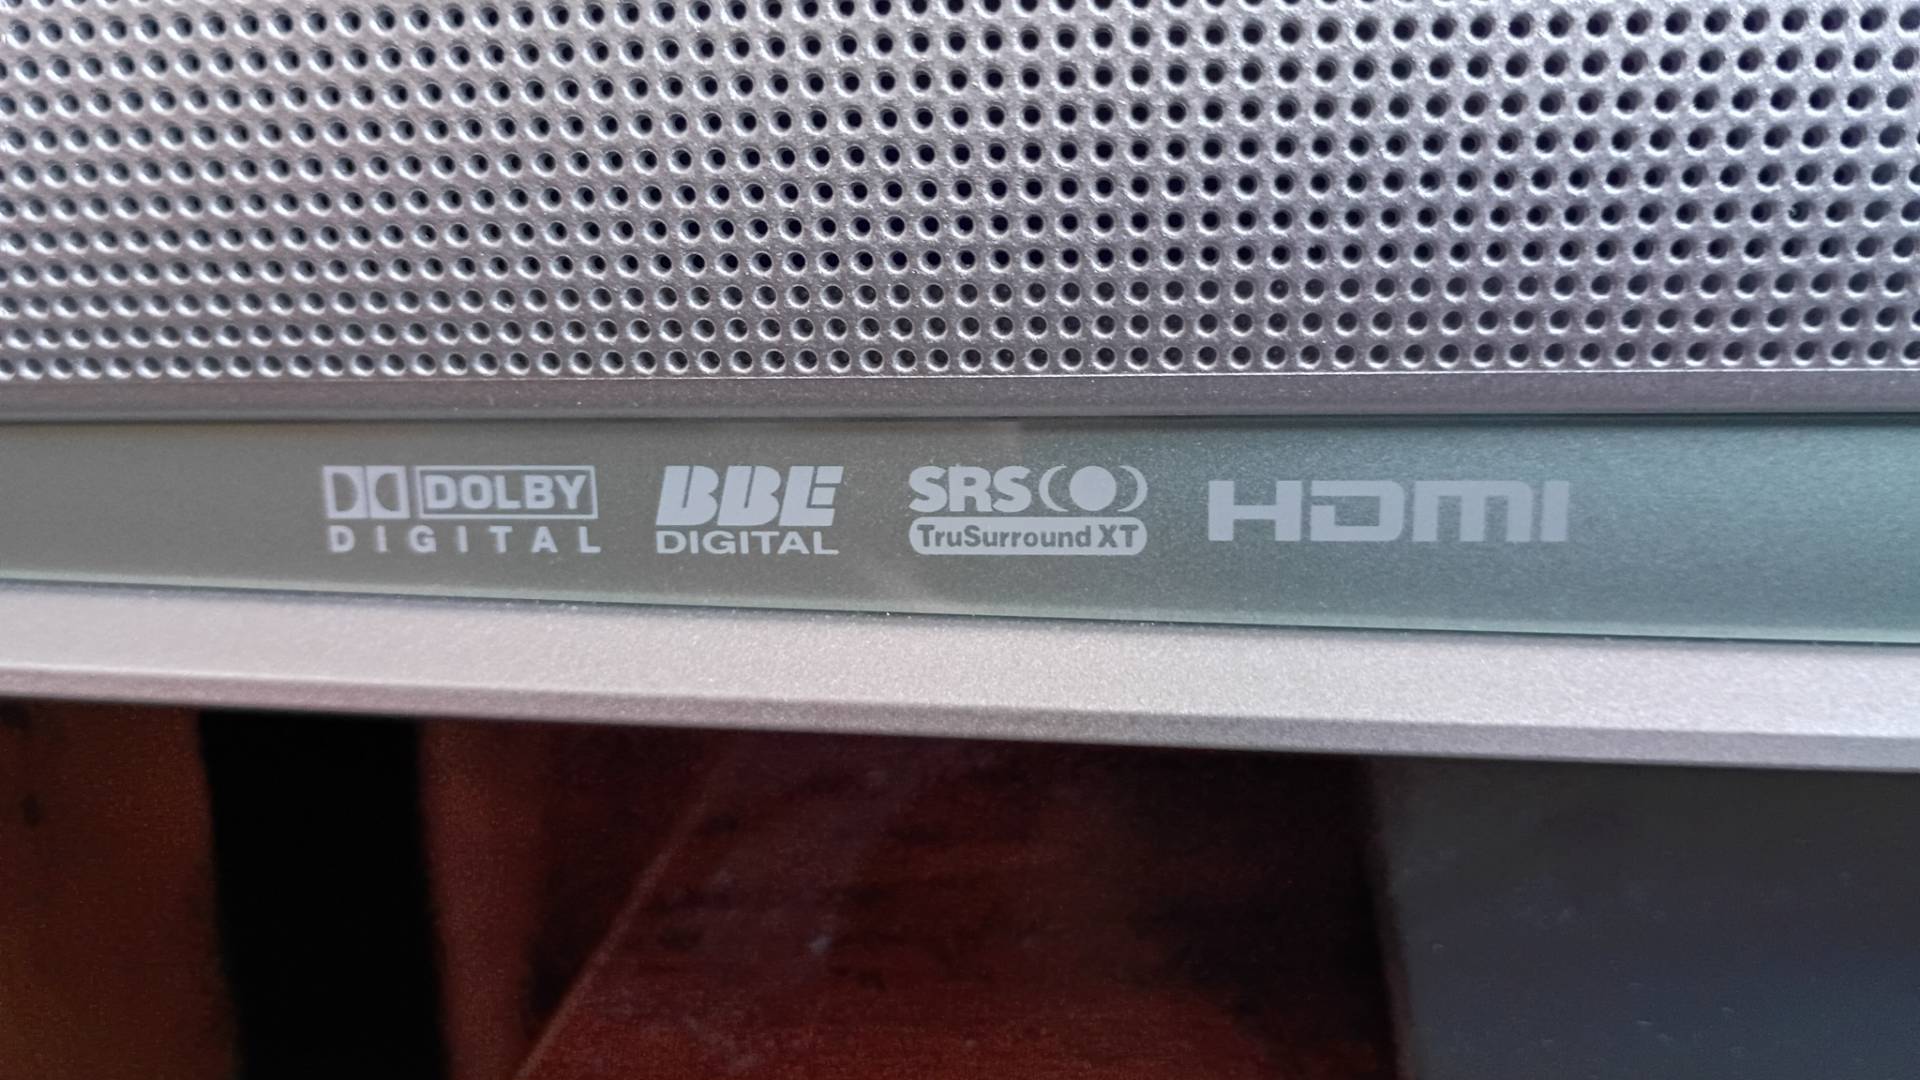 DOLBY
DIGITAL
BBE
DIGITAL
SRS
TruSurround XT
HDMI